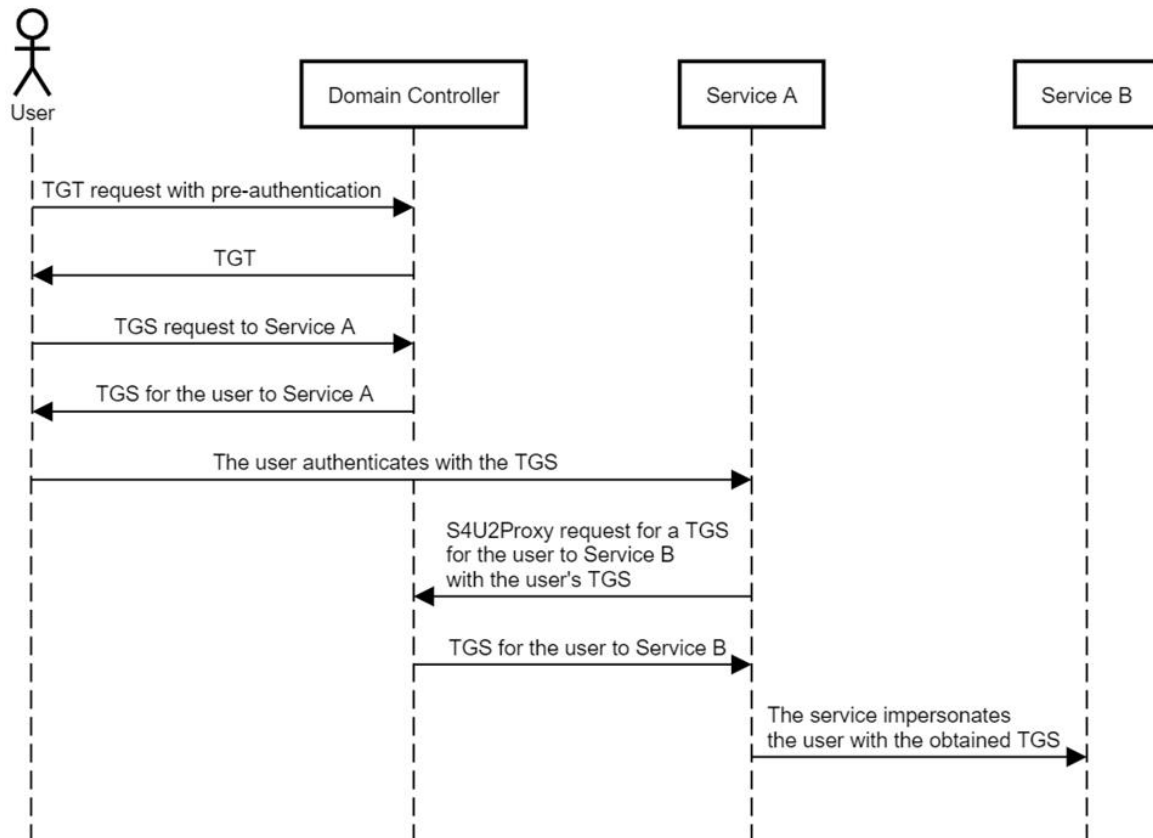 User
Domain Controller
Service A
Service B
TGT request with pre-authentication
TGT
TGS request to Service A
TGS for the user to Service A
The user authenticates with the TGS
S4U2Proxy request for a TGS
for the user to Service B
with the user's TGS
TGS for the user to Service B
The service impersonates
the user with the obtained TGS